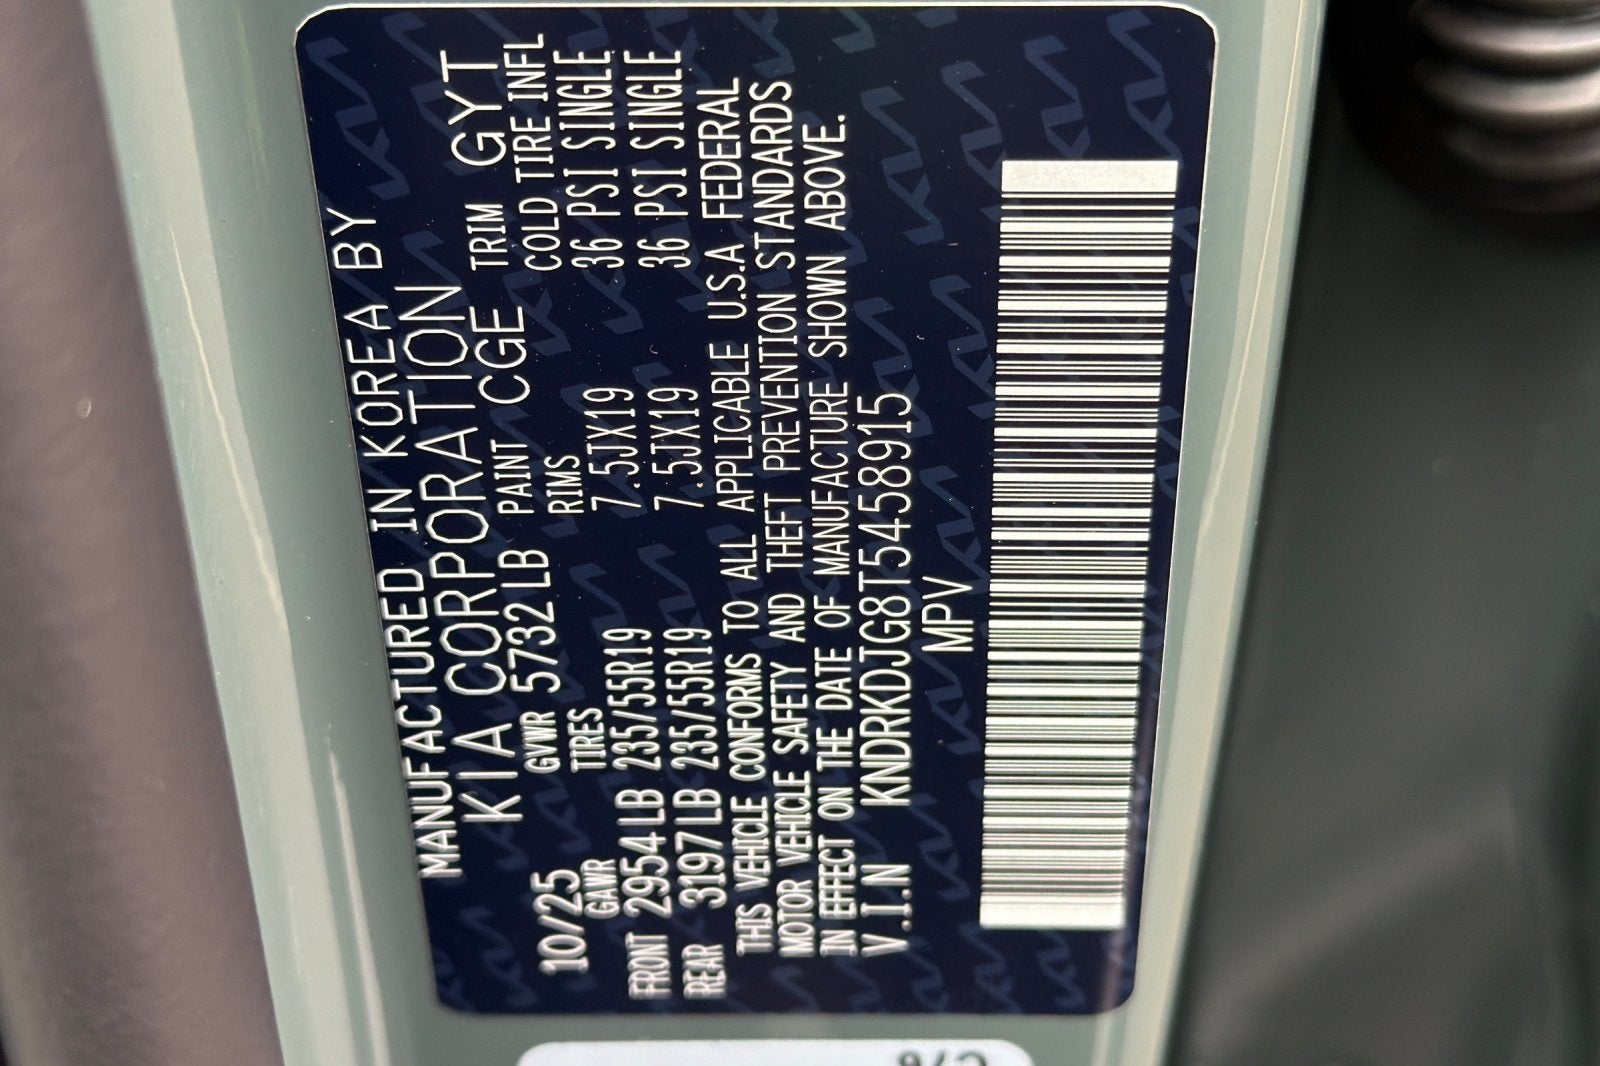 MANUFACTURED IN KOREA BY
KIA CORPORATION
10/25 GVWR 5732 LB PAINT CGE TRIM GYT
GAWR TIRES RIMS COLD TIRE INFL
FRONT 2954 LB 235/55R19 7.5JX19 36 PSI SINGLE
REAR 3197 LB 235/55R19 7.5JX19 36 PSI SINGLE
THIS VEHICLE CONFORMS TO ALL APPLICABLE U.S.A FEDERAL
MOTOR VEHICLE SAFETY AND THEFT PREVENTION STANDARDS
IN EFFECT ON THE DATE OF MANUFACTURE SHOWN ABOVE.
V.I.N KNDRKDJG8T5458915
MPV